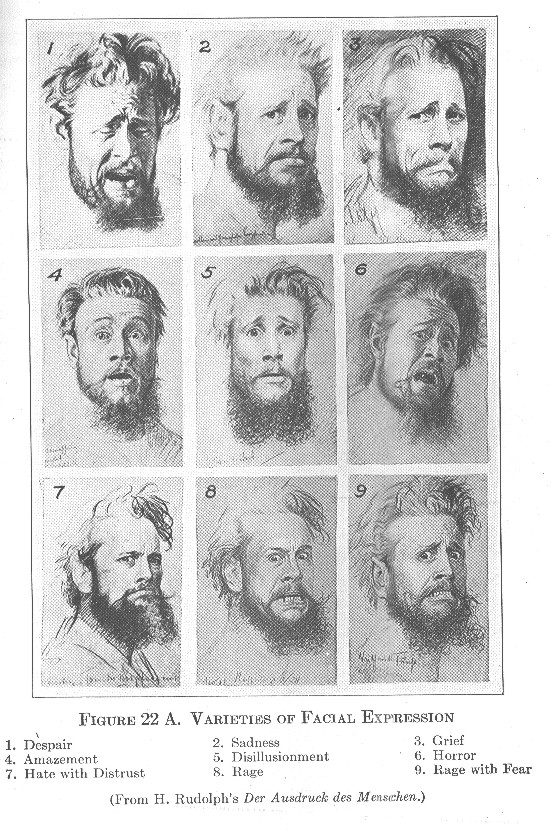 1 2 3
4 5 6
7 8 9
FIGURE 22 A. VARIETIES OF FACIAL EXPRESSION
1. Despair 2. Sadness 3. Grief
4. Amazement 5. Disillusionment 6. Horror
7. Hate with Distrust 8. Rage 9. Rage with Fear
(From H. Rudolph's Der Ausdruck des Menschen.)